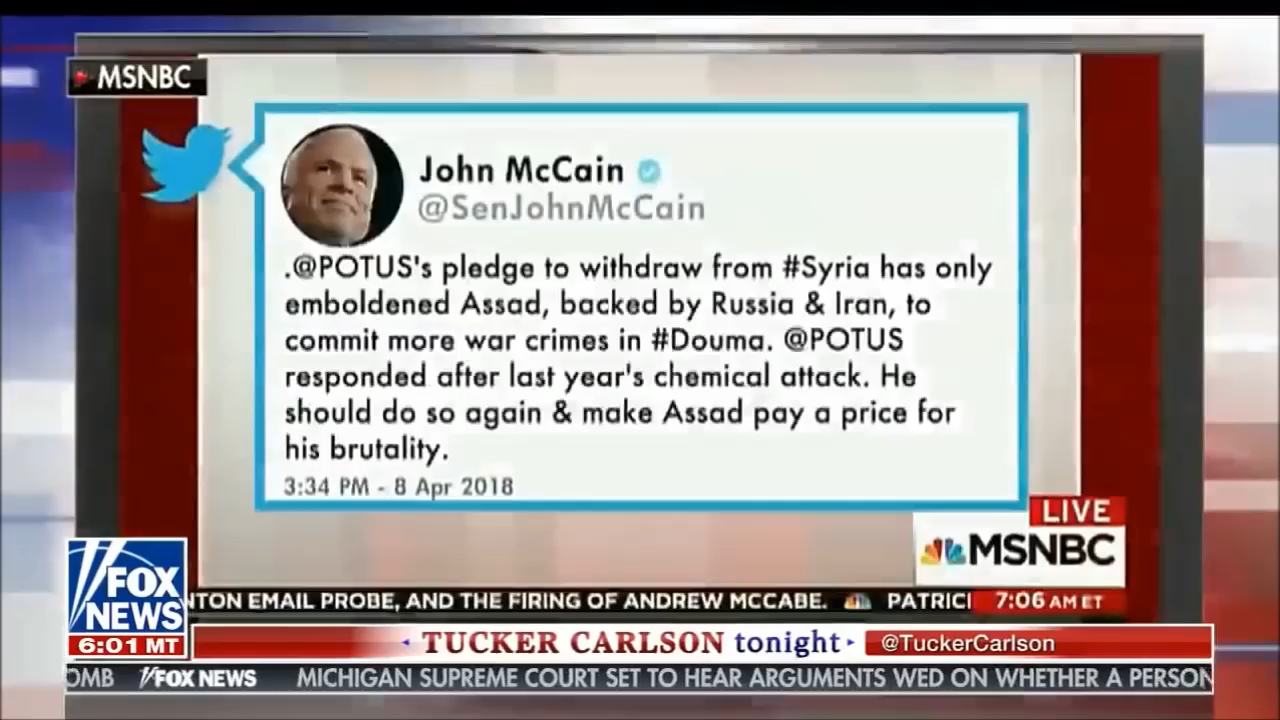 MSNBC
John McCain
@SenJohnMcCain
.@POTUS's pledge to withdraw from #Syria has only
emboldened Assad, backed by Russia & Iran, to
commit more war crimes in #Douma. @POTUS
responded after last year's chemical attack. He
should do so again & make Assad pay a price for
his brutality.
3:34 PM - 8 Apr 2018
LIVE
MSNBC
NTON EMAIL PROBE, AND THE FIRING OF ANDREW MCCABE. PATRICI 7:06 AM ET
FOX
NEWS
6:01 MT
TUCKER CARLSON tonight @TuckerCarlson
OMB FOX NEWS MICHIGAN SUPREME COURT SET TO HEAR ARGUMENTS WED ON WHETHER A PERSON